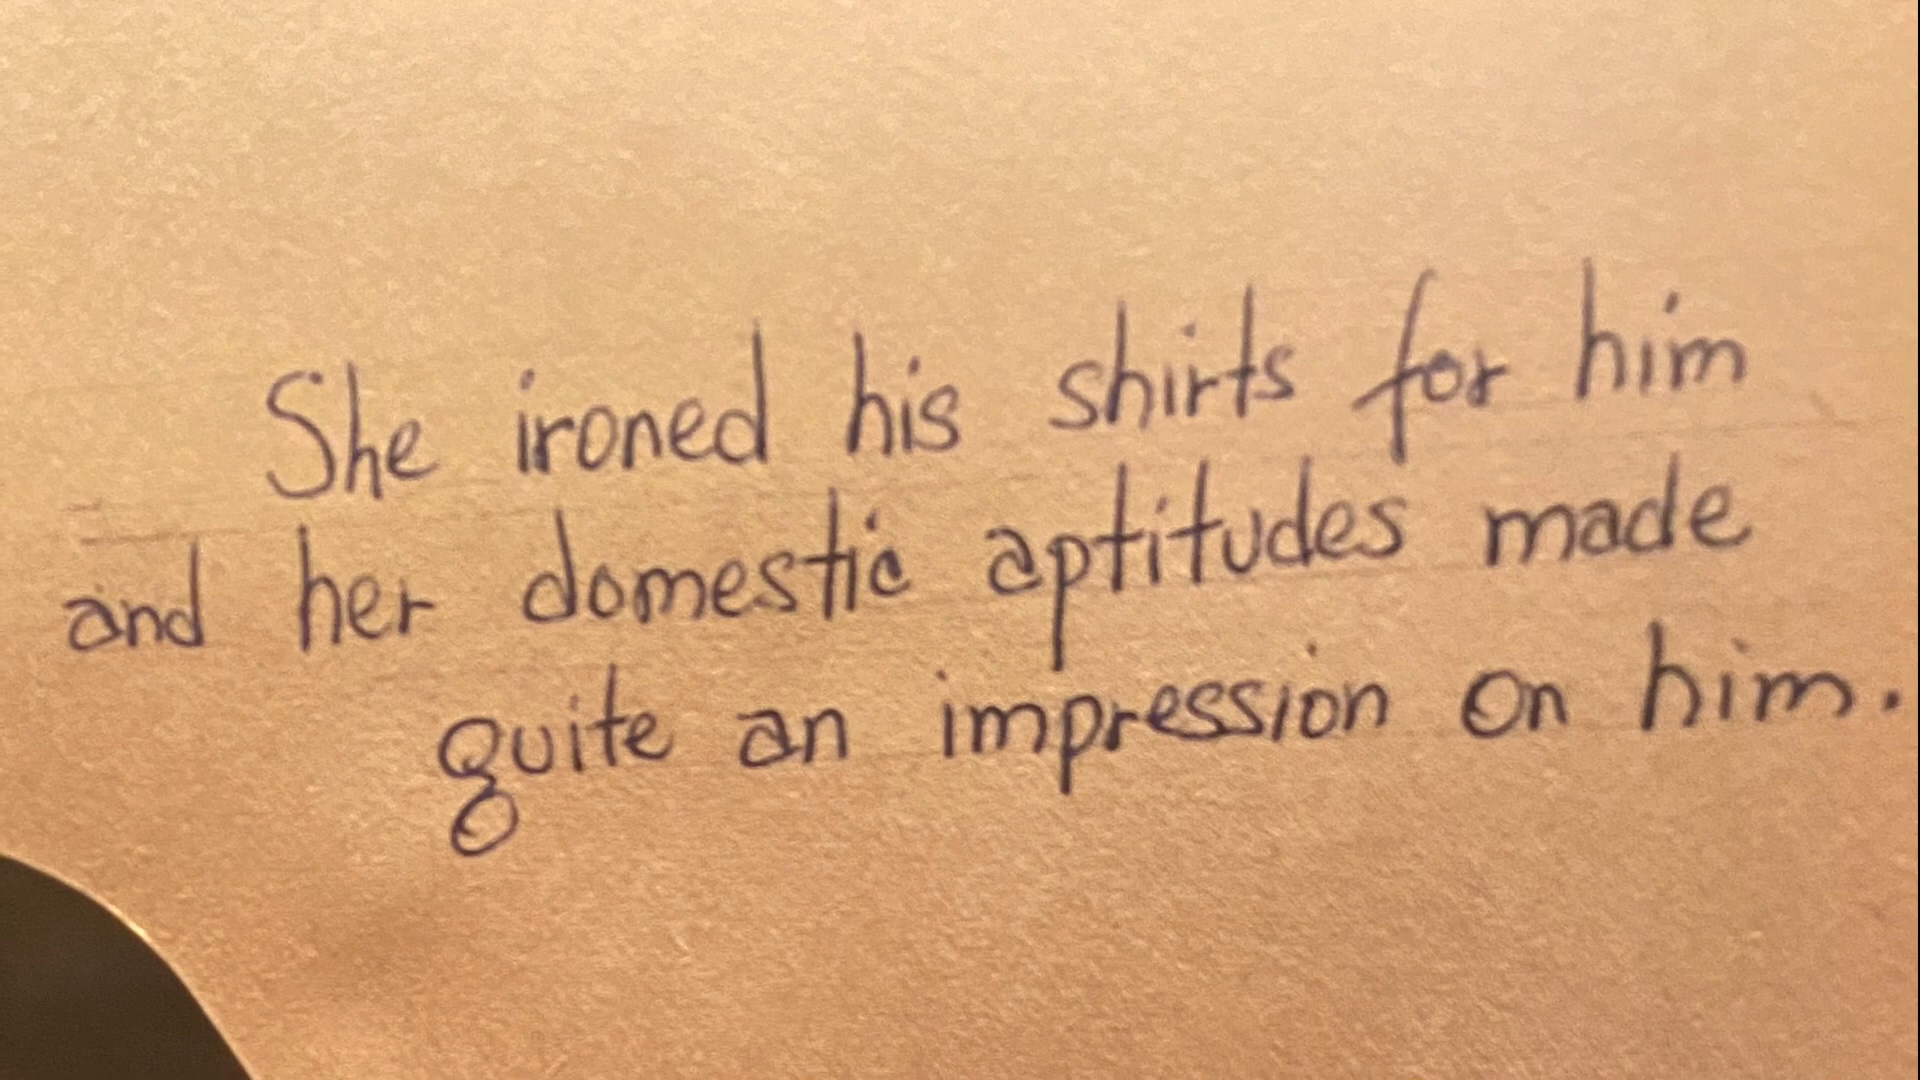 She ironed his shirts for him
and her domestic aptitudes made
quite an impression on him.